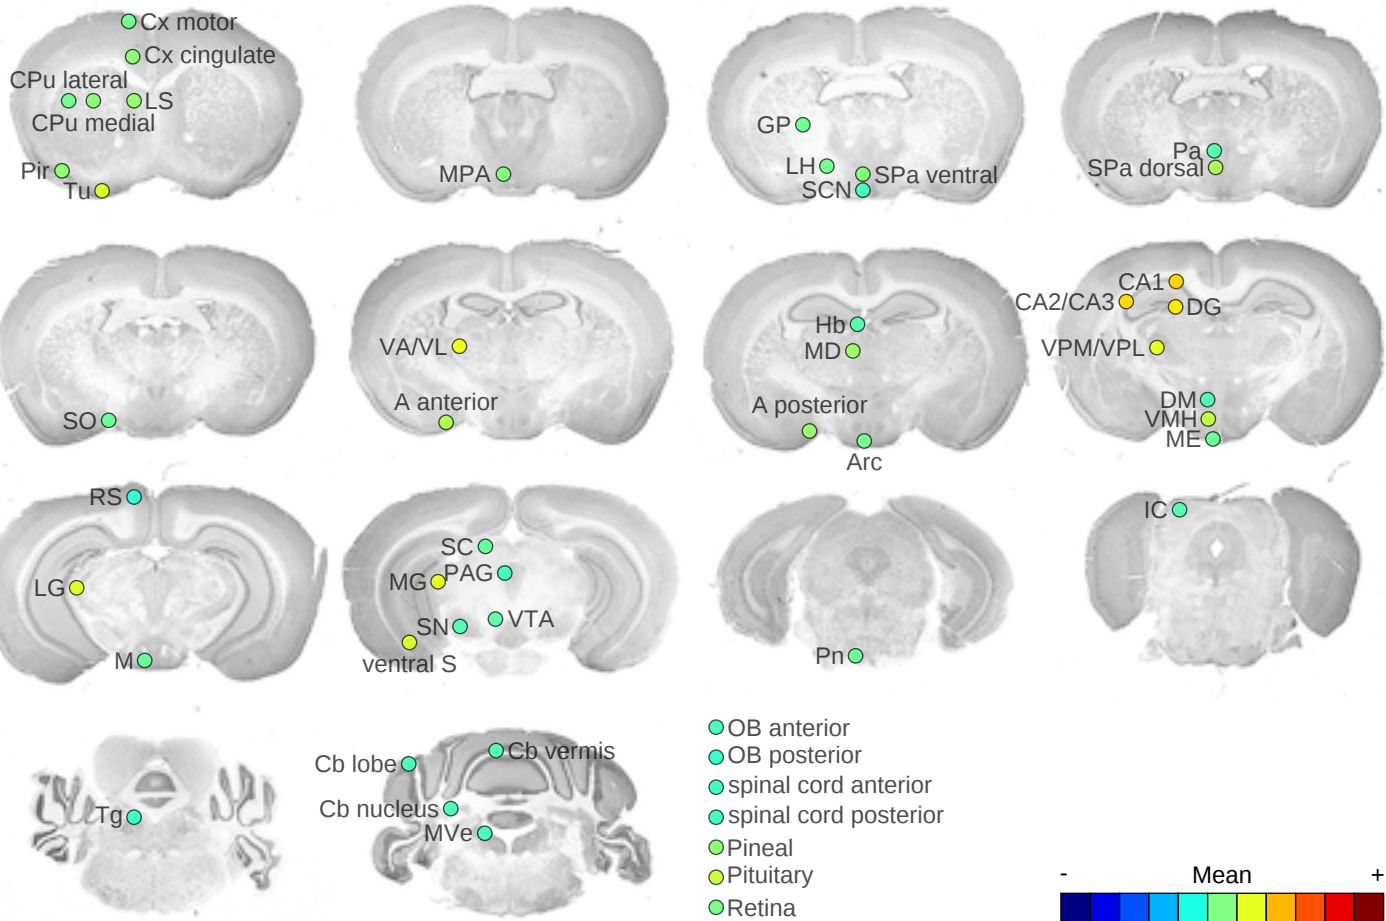 Cx motor
Cx cingulate
CPu lateral
LS
CPu medial
Pir
Tu
MPA
GP
LH
SPa ventral
SCN
Pa
SPa dorsal
SO
VA/VL
A anterior
Hb
MD
A posterior
Arc
CA1
CA2/CA3
DG
VPM/VPL
DM
VMH
ME
RS
LG
M
SC
PAG
MG
VTA
SN
ventral S
Pn
IC
Tg
Cb vermis
Cb lobe
Cb nucleus
MVe
OB anterior
OB posterior
spinal cord anterior
spinal cord posterior
Pineal
Pituitary
Retina
- Mean +